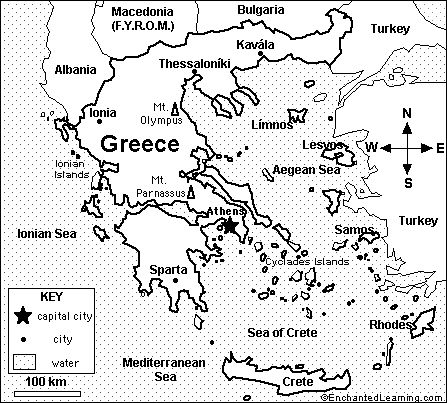 Macedonia
(F.Y.R.O.M.)
Bulgaria
Turkey
Kavála
Thessaloníki
Albania
Mt.
Olympus
Ionia
Límnos
N
W
E
S
Greece
Lesvos
Ionian
Islands
Aegean Sea
Mt.
Parnassus
Athens
Turkey
Ionian Sea
Samos
Cyclades Islands
Sparta
KEY
capital city
city
water
Sea of Crete
Rhodes
Mediterranean
Sea
100 km
Crete
©EnchantedLearning.com